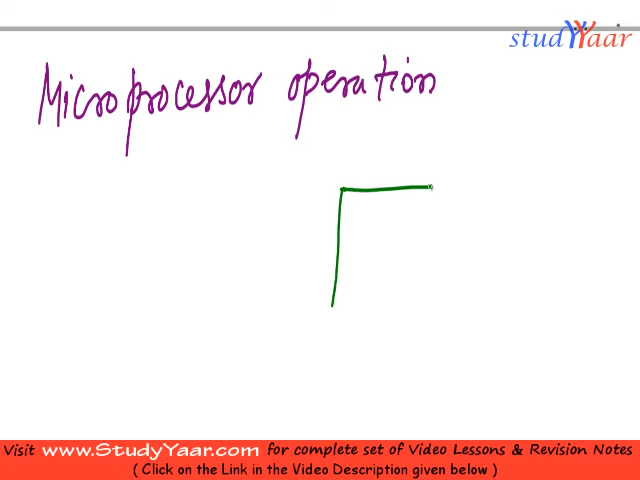 studYYaar
Microprocessor operation
Visit www.StudyYaar.com for complete set of Video Lessons & Revision Notes
( Click on the Link in the Video Description given below )